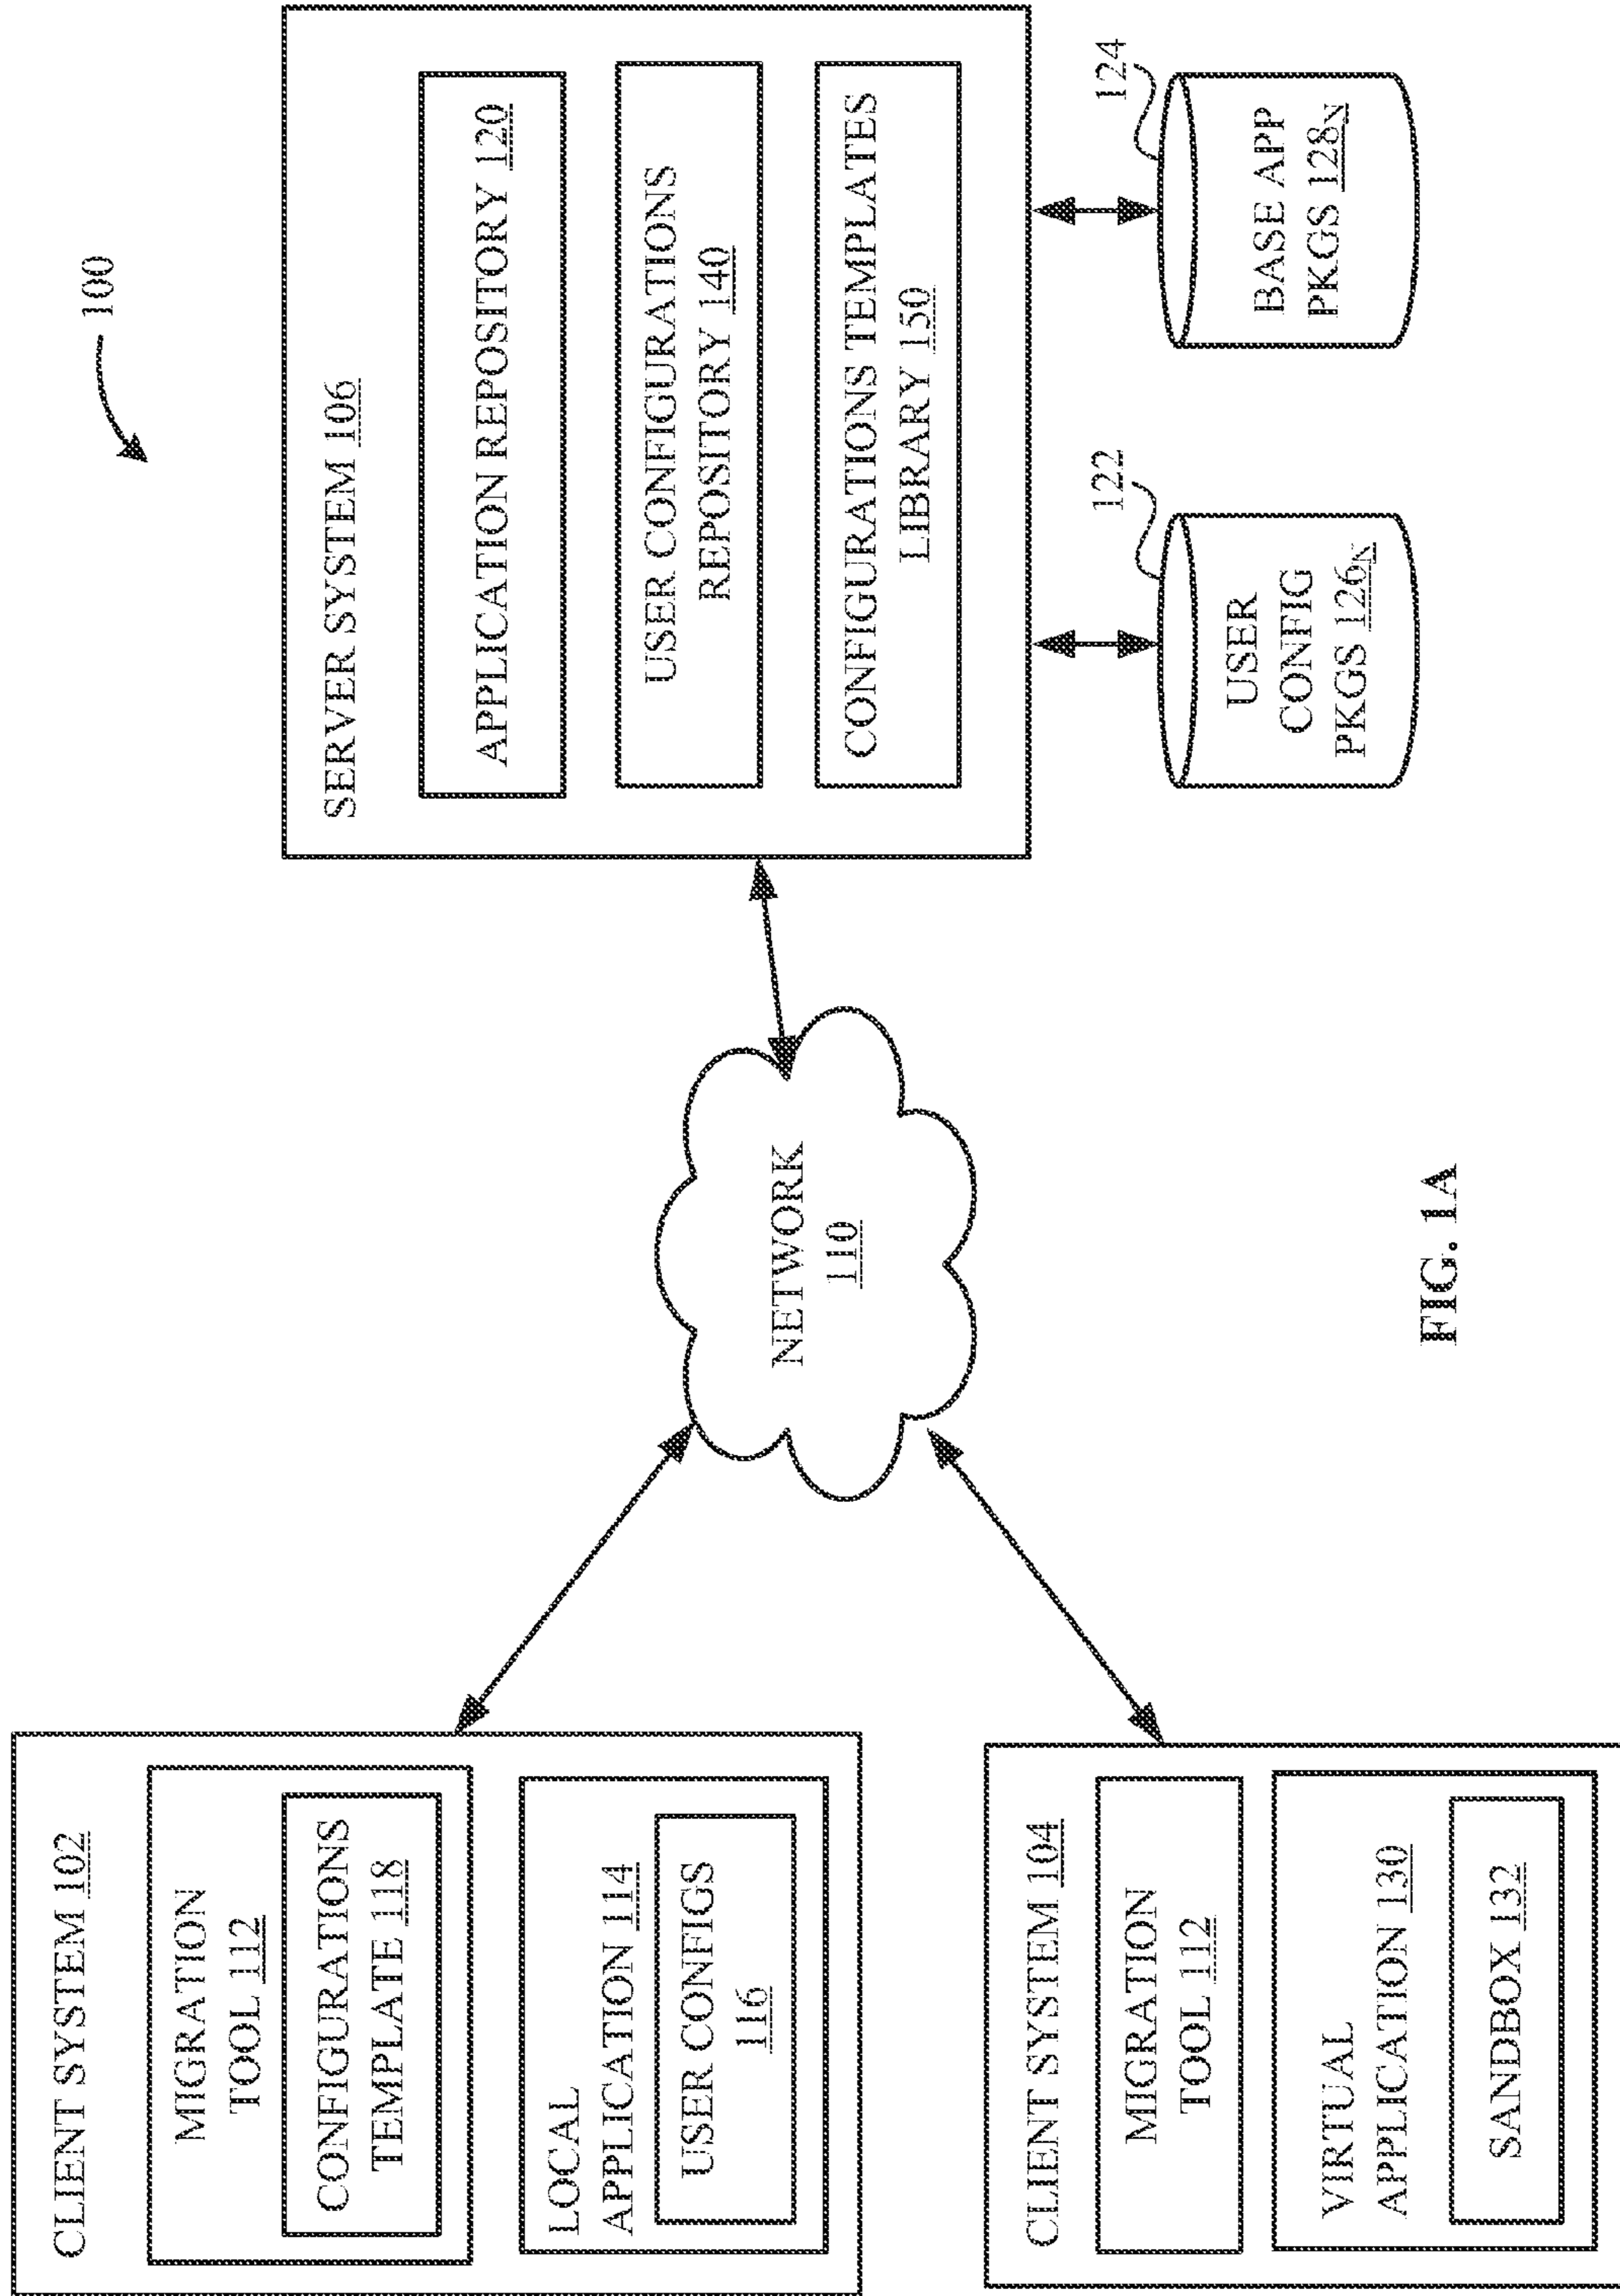 100
CLIENT SYSTEM 102
MIGRATION
TOOL 112
CONFIGURATIONS
TEMPLATE 118
LOCAL
APPLICATION 114
USER CONFIGS
116
CLIENT SYSTEM 104
MIGRATION
TOOL 112
VIRTUAL
APPLICATION 130
SANDBOX 132
NETWORK
110
SERVER SYSTEM 106
APPLICATION REPOSITORY 120
USER CONFIGURATIONS
REPOSITORY 140
CONFIGURATIONS TEMPLATES
LIBRARY 150
122
USER
CONFIG
PKGS 126N
124
BASE APP
PKGS 128N
FIG. 1A